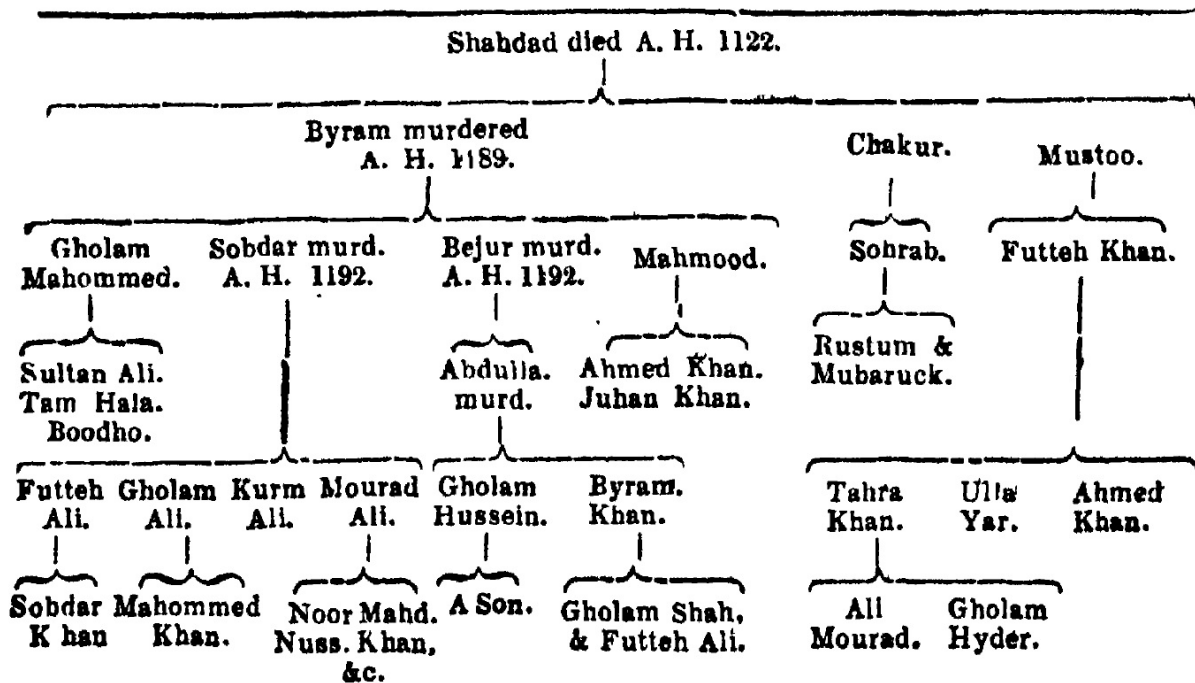 Shahdad died A. H. 1122.
Byram murdered
A. H. 1189.
Chakur.
Mustoo.
Gholam
Mahommed.
Sobdar murd.
A. H. 1192.
Bejur murd.
A. H. 1192.
Mahmood.
Sohrab.
Futteh Khan.
Sultan Ali.
Tam Hala.
Boodho.
Abdulla.
murd.
Ahmed Khan.
Juhan Khan.
Rustum &
Mubaruck.
Futteh
Ali.
Gholam
Ali.
Kurm
Ali.
Mourad
Ali.
Gholam
Hussein.
Byram.
Khan.
Tahra
Khan.
Ulla
Yar.
Ahmed
Khan.
Sobdar
Khan
Mahommed
Khan.
Noor Mahd.
Nuss. Khan,
&c.
A Son.
Gholam Shah,
& Futteh Ali.
Ali
Mourad.
Gholam
Hyder.